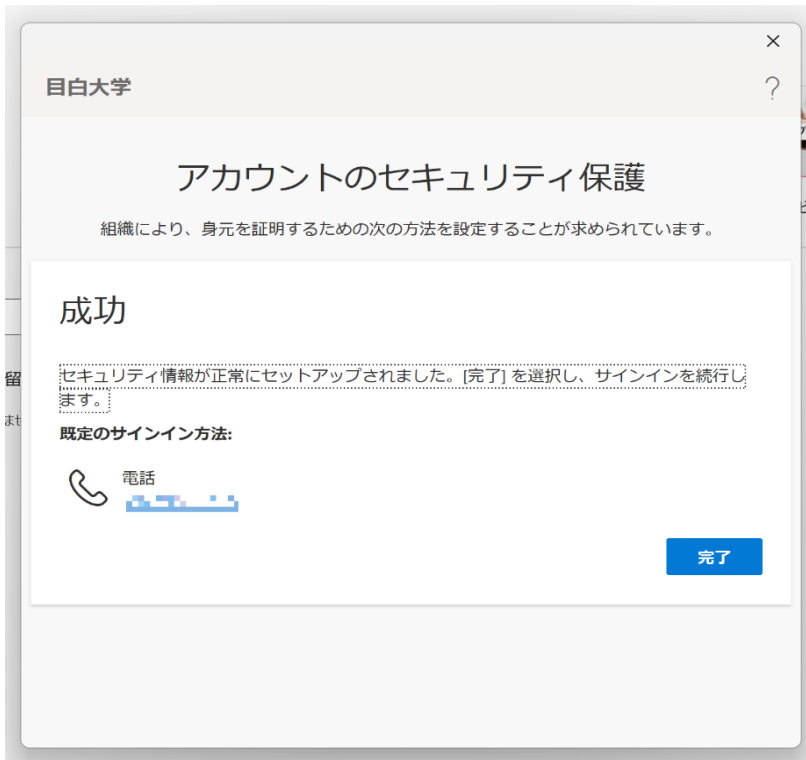 目白大学
アカウントのセキュリティ保護
組織により、身元を証明するための次の方法を設定することが求められています。
成功
セキュリティ情報が正常にセットアップされました。[完了] を選択し、サインインを続行し
ます。
既定のサインイン方法:
電話
完了
留
ませ